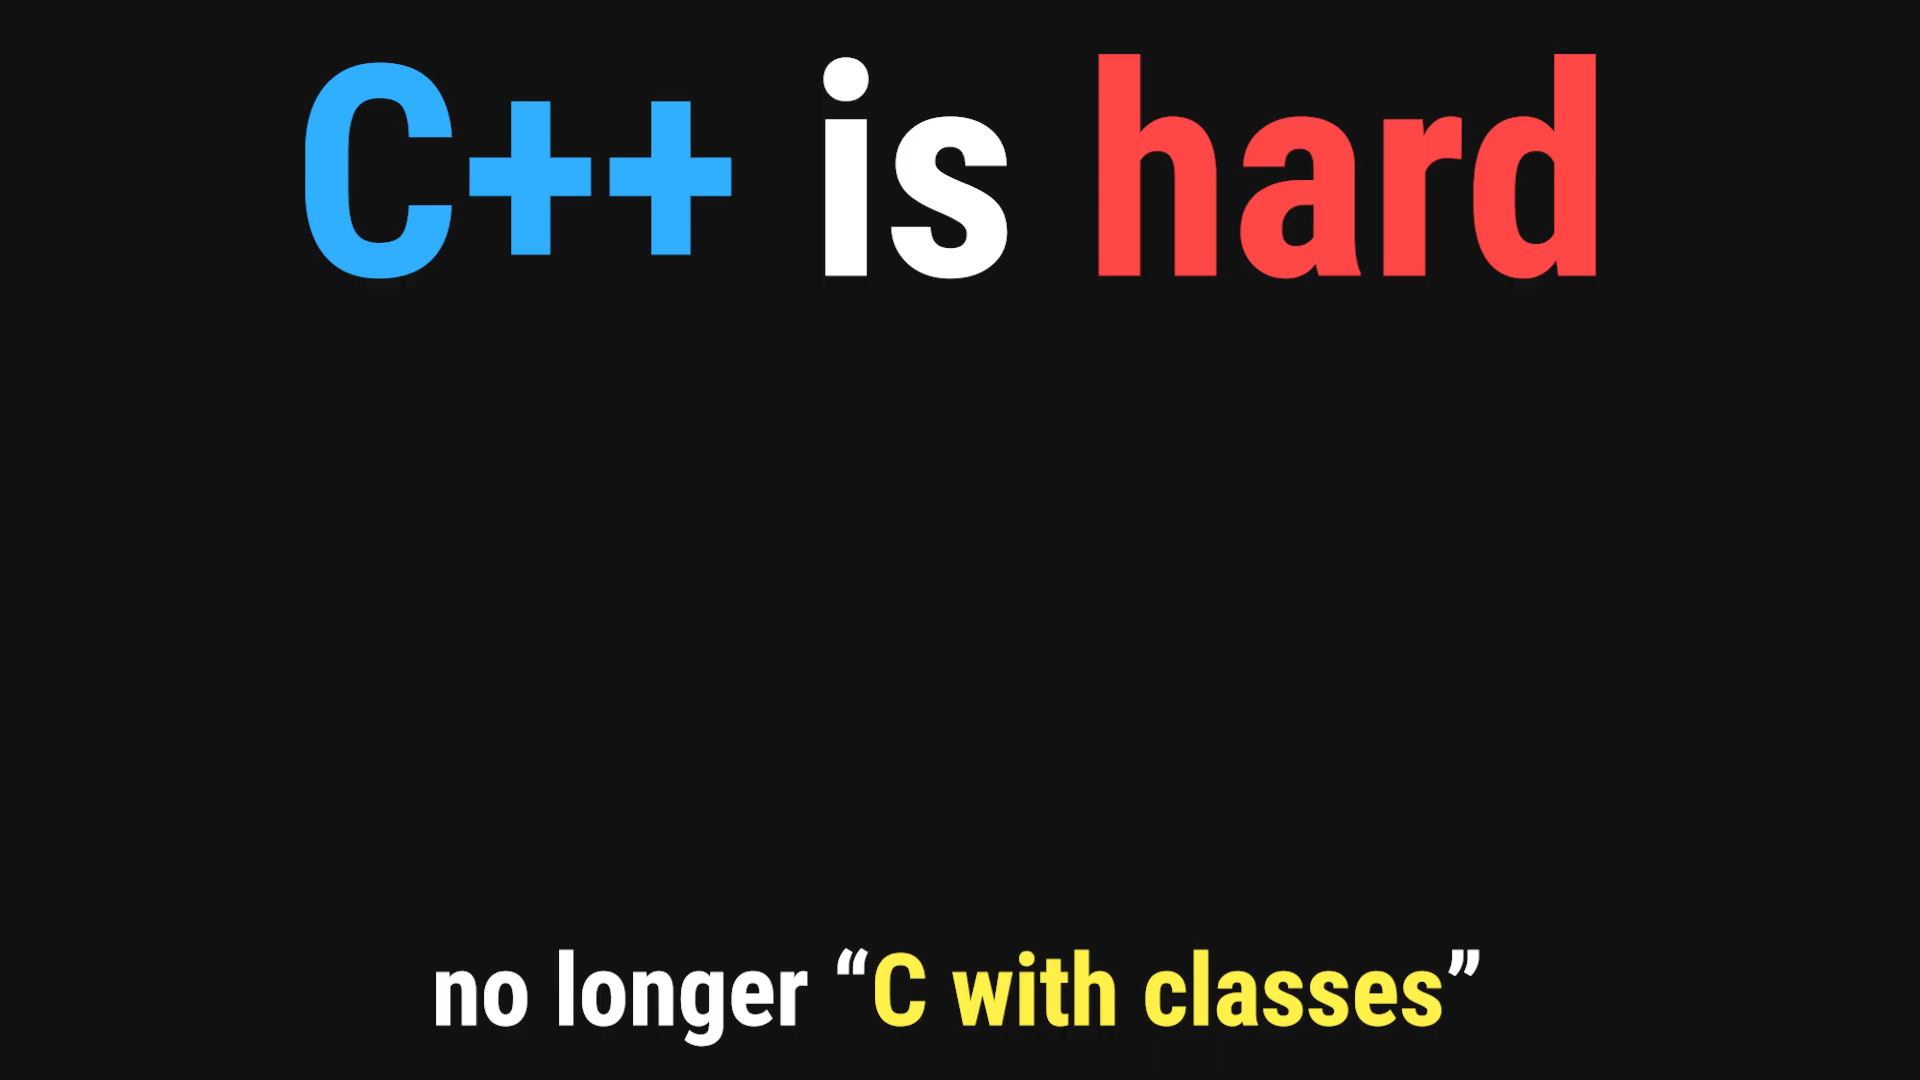 C++ is hard
no longer “C with classes”